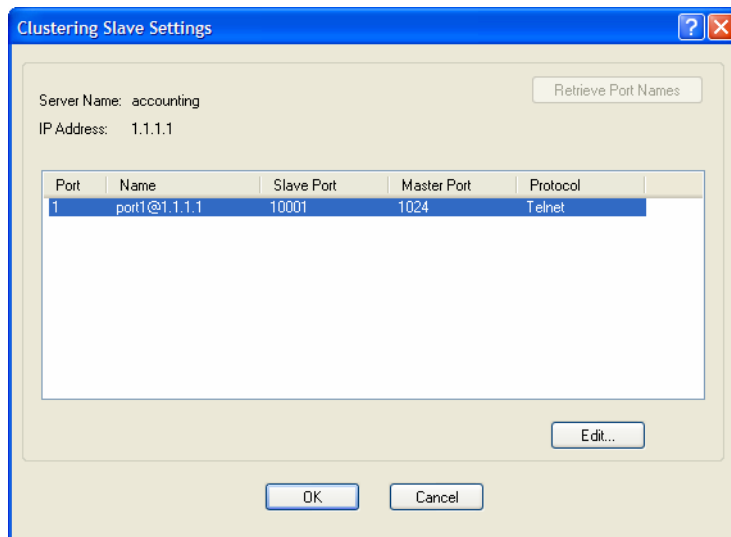 Clustering Slave Settings
Retrieve Port Names
Server Name: accounting
IP Address: 1.1.1.1
Port Name Slave Port Master Port Protocol
1 port1@1.1.1.1 10001 1024 Telnet
Edit...
OK Cancel